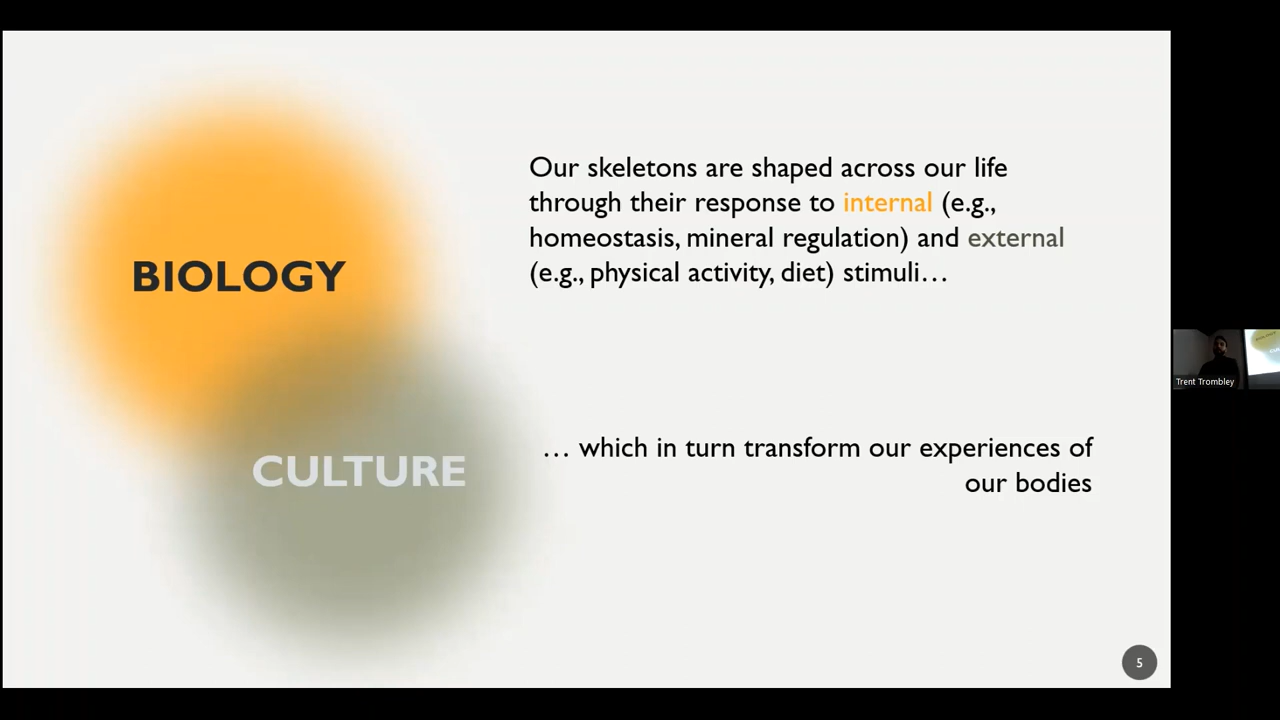 BIOLOGY
CULTURE
Our skeletons are shaped across our life
through their response to internal (e.g.,
homeostasis, mineral regulation) and external
(e.g., physical activity, diet) stimuli…
… which in turn transform our experiences of
our bodies
5
Trent Trombley